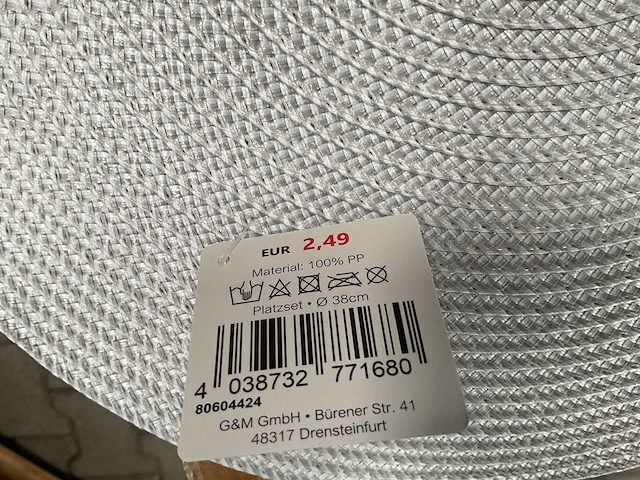 EUR 2,49
Material: 100% PP
Platzset • Ø 38cm
4 038732 771680
80604424
G&M GmbH • Bürener Str. 41
48317 Drensteinfurt